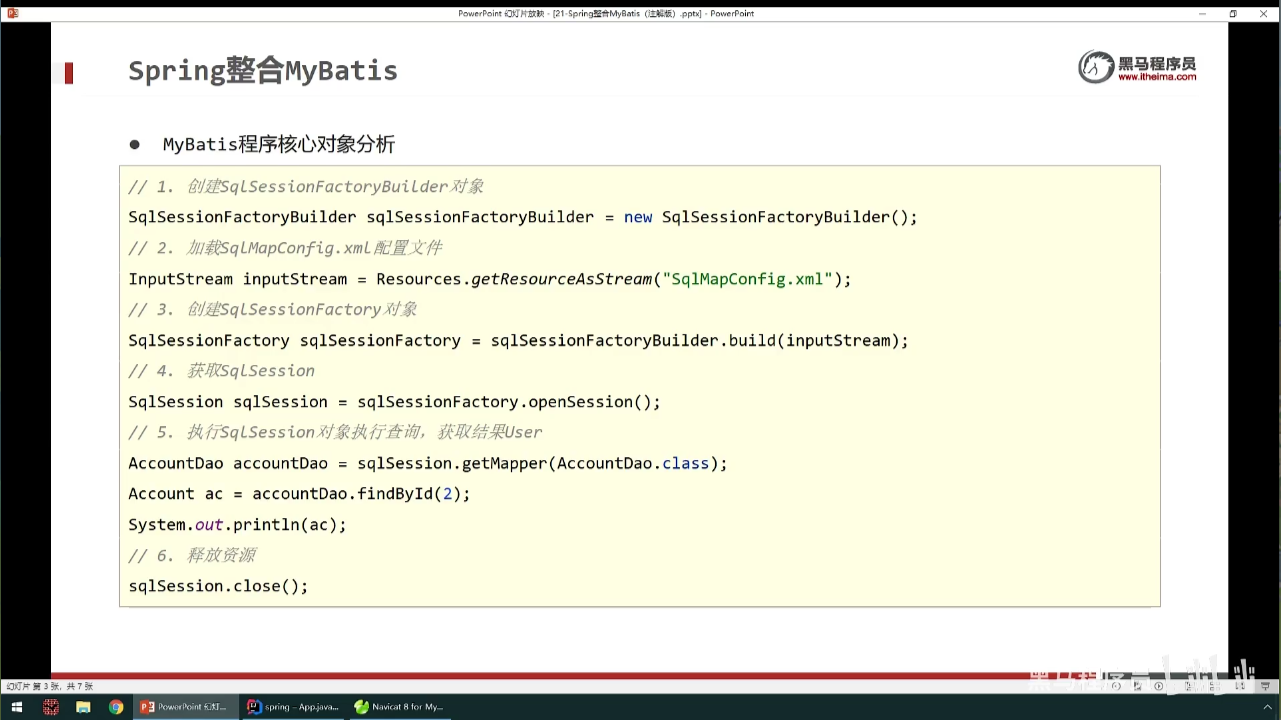 PowerPoint 幻灯片放映 - [21-Spring整合MyBatis（注解版）.pptx] - PowerPoint
Spring整合MyBatis
黑马程序员
www.itheima.com
● MyBatis程序核心对象分析
// 1. 创建SqlSessionFactoryBuilder对象
SqlSessionFactoryBuilder sqlSessionFactoryBuilder = new SqlSessionFactoryBuilder();
// 2. 加载SqlMapConfig.xml配置文件
InputStream inputStream = Resources.getResourceAsStream("SqlMapConfig.xml");
// 3. 创建SqlSessionFactory对象
SqlSessionFactory sqlSessionFactory = sqlSessionFactoryBuilder.build(inputStream);
// 4. 获取SqlSession
SqlSession sqlSession = sqlSessionFactory.openSession();
// 5. 执行SqlSession对象执行查询，获取结果User
AccountDao accountDao = sqlSession.getMapper(AccountDao.class);
Account ac = accountDao.findById(2);
System.out.println(ac);
// 6. 释放资源
sqlSession.close();
幻灯片 第 3 张，共 7 张
PowerPoint 幻灯...
spring – App.java...
Navicat 8 for My...